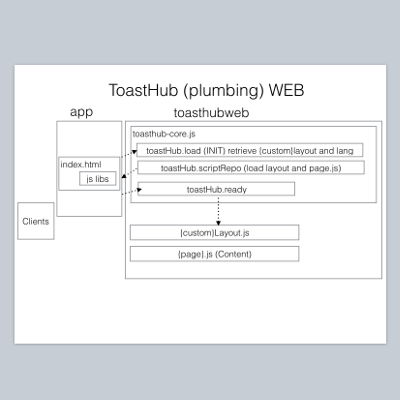 ToastHub (plumbing) WEB
app
toasthubweb
toasthub-core.js
toastHub.load (INIT) retrieve (custom}layout and lang
index.html
toastHub.scriptRepo (load layout and page.js)
js libs
toastHub.ready
Clients
{custom}Layout.js
{page}.js (Content)